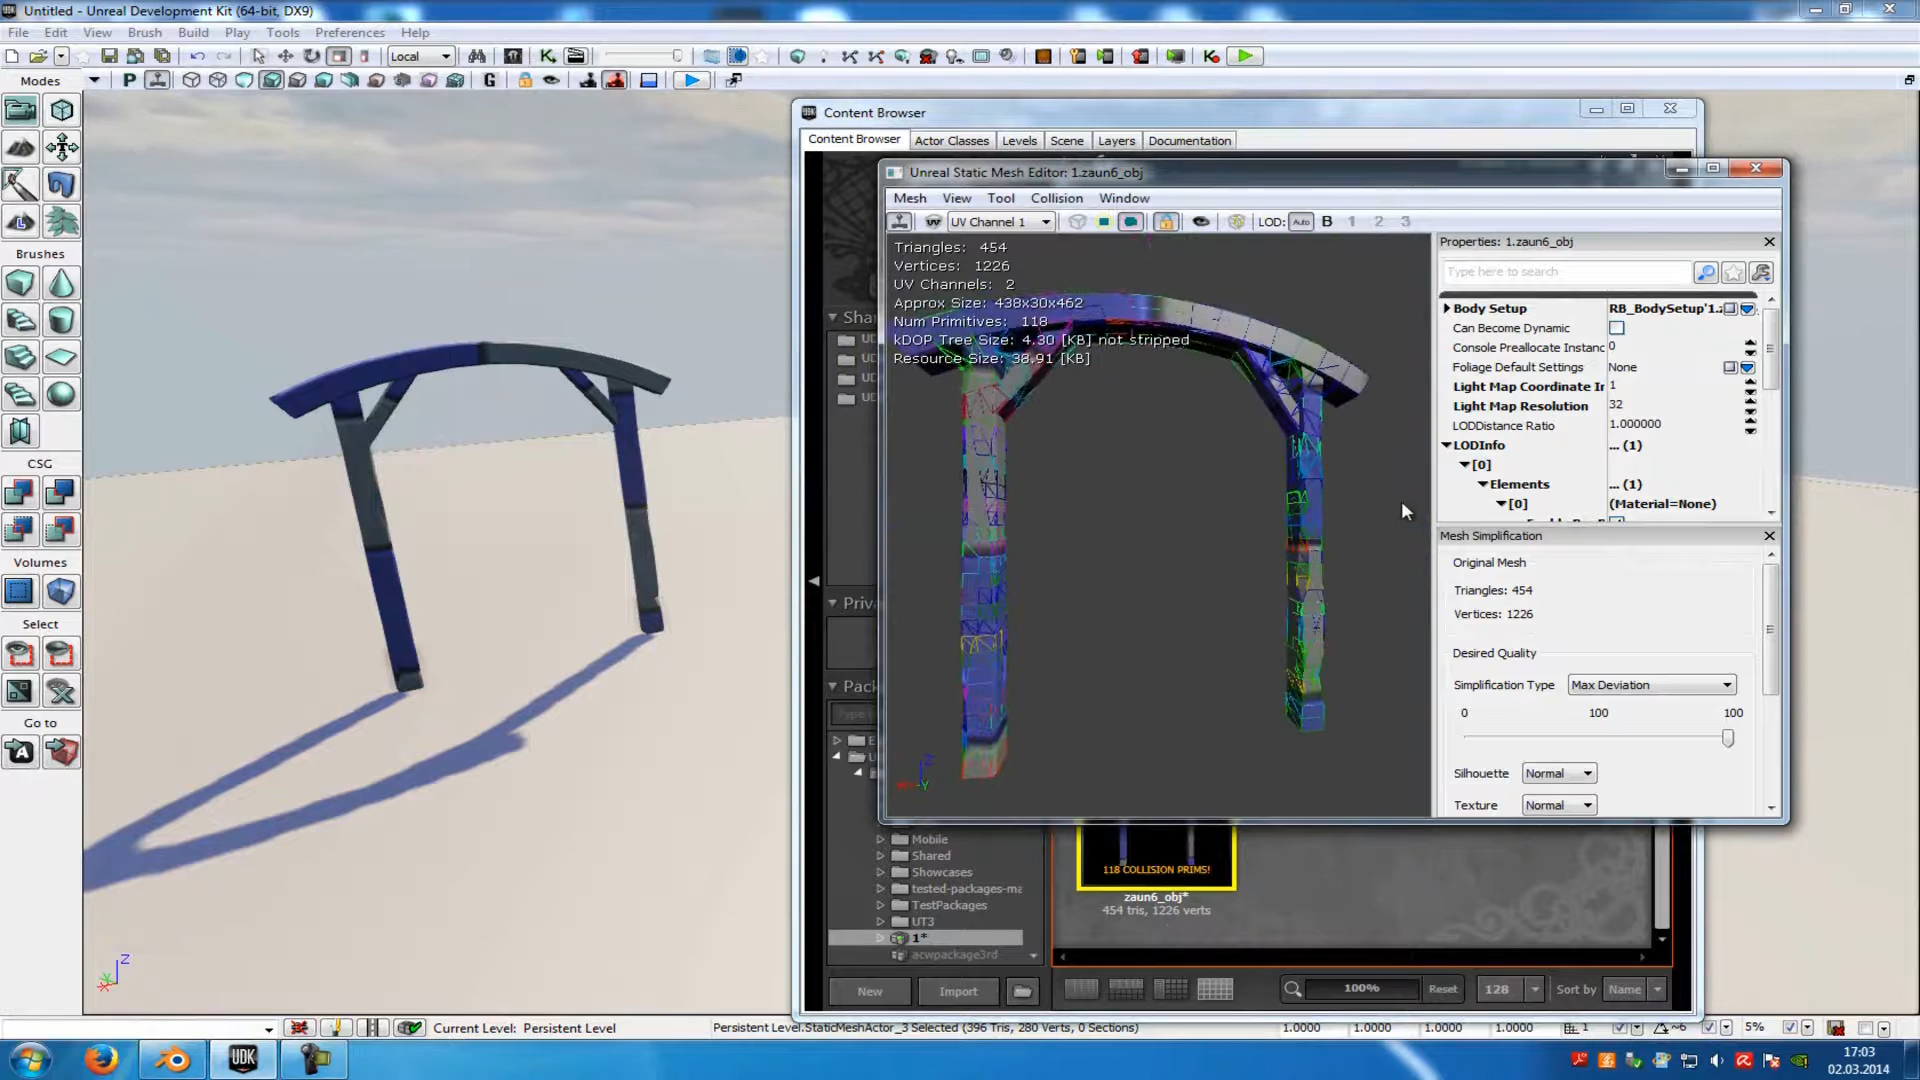 Untitled - Unreal Development Kit (64-bit, DX9)
File Edit View Brush Build Play Tools Preferences Help
Local
Modes
P
G
Content Browser
Content Browser Actor Classes Levels Scene Layers Documentation
Unreal Static Mesh Editor: 1.zaun6_obj
Mesh View Tool Collision Window
UV Channel 1
LOD: Auto B 1 2 3
Triangles: 454
Vertices: 1226
UV Channels: 2
Approx Size: 438x30x462
Num Primitives: 118
kDOP Tree Size: 4.30 [KB] not stripped
Resource Size: 38.91 [KB]
Properties: 1.zaun6_obj
Type here to search
Body Setup RB_BodySetup'1.z
Can Become Dynamic
Console Preallocate Instanc 0
Foliage Default Settings None
Light Map Coordinate Ir 1
Light Map Resolution 32
LODDistance Ratio 1.000000
LODInfo ... (1)
[0]
Elements ... (1)
[0] (Material=None)
Mesh Simplification
Original Mesh
Triangles: 454
Vertices: 1226
Desired Quality
Simplification Type Max Deviation
0 100 100
Silhouette Normal
Texture Normal
Brushes
CSG
Volumes
Select
Go to
Shar
Priva
Pack
Mobile
Shared
Showcases
tested-packages-ma
TestPackages
UT3
1*
acwpackage3rd
118 COLLISION PRIMS!
zaun6_obj*
454 tris, 1226 verts
New Import
100% Reset 128 Sort by Name
Z
Current Level: Persistent Level
Persistent Level.StaticMeshActor_3 Selected (396 Tris, 280 Verts, 0 Sections)
1.0000 1.0000 1.0000 1.0000
1
5%
UDK
17:03
02.03.2014